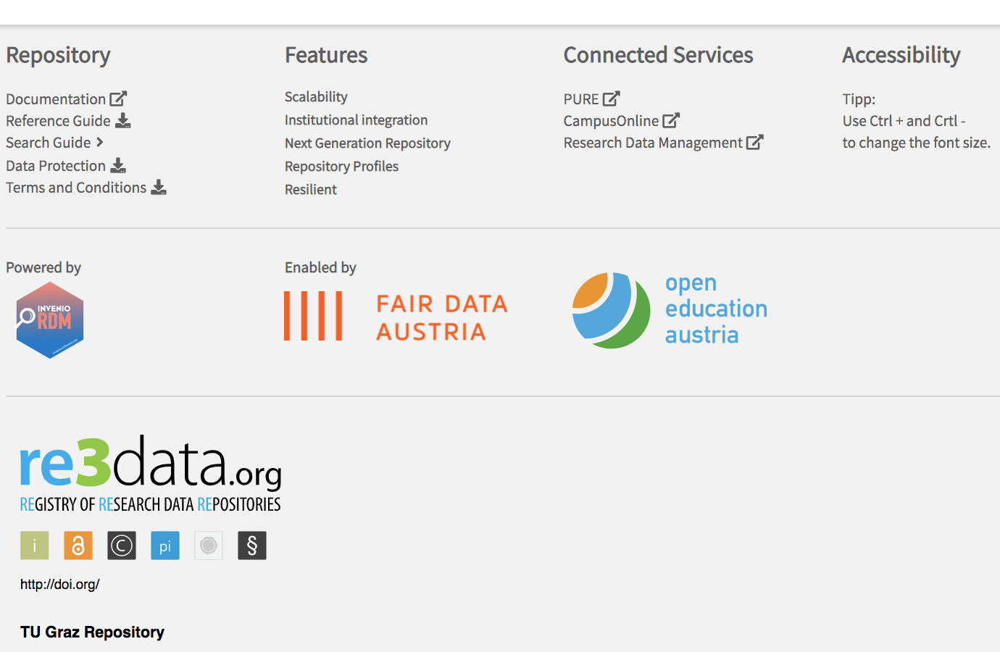 Repository
Documentation
Reference Guide
Search Guide
Data Protection
Terms and Conditions
Features
Scalability
Institutional integration
Next Generation Repository
Repository Profiles
Resilient
Connected Services
PURE
CampusOnline
Research Data Management
Accessibility
Tipp:
Use Ctrl + and Crtl -
to change the font size.
Powered by
INVENIO
RDM
Enabled by
FAIR DATA
AUSTRIA
open
education
austria
re3data.org
REGISTRY OF RESEARCH DATA REPOSITORIES
i
©
pi
§
http://doi.org/
TU Graz Repository